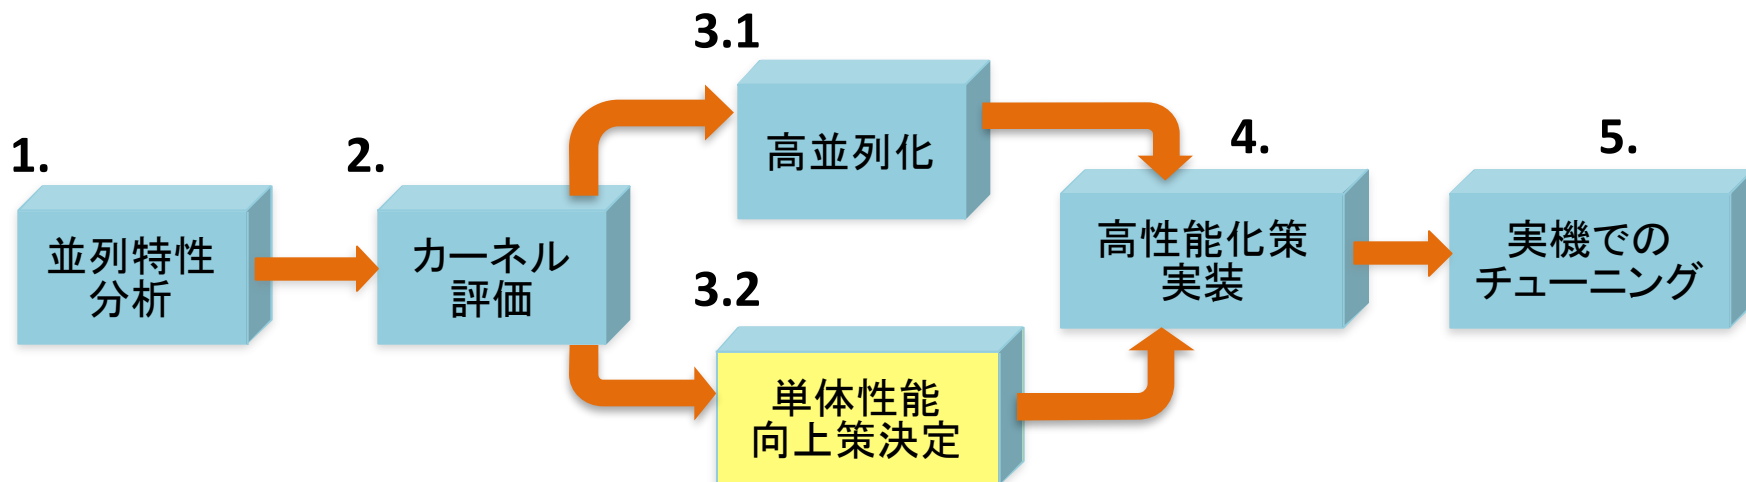 1.
並列特性
分析
2.
カーネル
評価
3.1
高並列化
3.2
単体性能
向上策決定
4.
高性能化策
実装
5.
実機での
チューニング